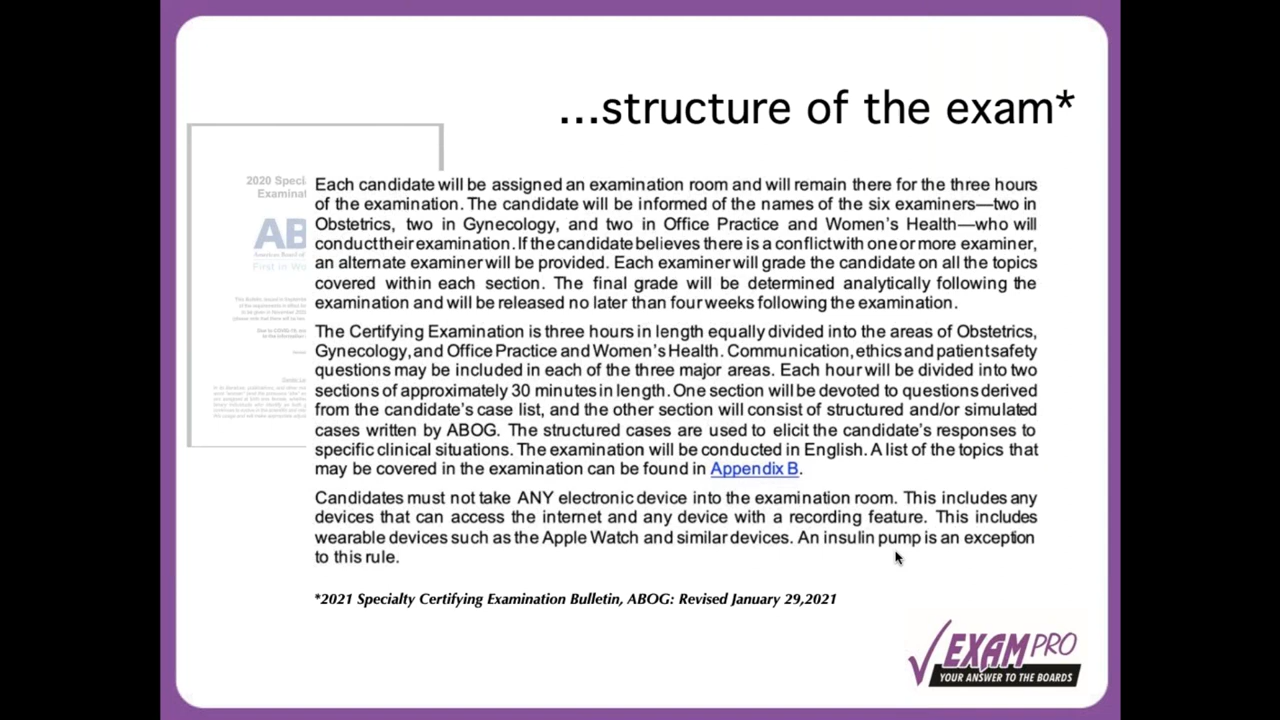 ...structure of the exam*
2020 Speci
Examinat
AB
American Board of
First in Wo
Each candidate will be assigned an examination room and will remain there for the three hours
of the examination. The candidate will be informed of the names of the six examiners—two in
Obstetrics, two in Gynecology, and two in Office Practice and Women's Health—who will
conduct their examination. If the candidate believes there is a conflict with one or more examiner,
an alternate examiner will be provided. Each examiner will grade the candidate on all the topics
covered within each section. The final grade will be determined analytically following the
examination and will be released no later than four weeks following the examination.
The Certifying Examination is three hours in length equally divided into the areas of Obstetrics,
Gynecology, and Office Practice and Women's Health. Communication, ethics and patient safety
questions may be included in each of the three major areas. Each hour will be divided into two
sections of approximately 30 minutes in length. One section will be devoted to questions derived
from the candidate's case list, and the other section will consist of structured and/or simulated
cases written by ABOG. The structured cases are used to elicit the candidate's responses to
specific clinical situations. The examination will be conducted in English. A list of the topics that
may be covered in the examination can be found in Appendix B.
Candidates must not take ANY electronic device into the examination room. This includes any
devices that can access the internet and any device with a recording feature. This includes
wearable devices such as the Apple Watch and similar devices. An insulin pump is an exception
to this rule.
*2021 Specialty Certifying Examination Bulletin, ABOG: Revised January 29,2021
EXAMPRO
YOUR ANSWER TO THE BOARDS